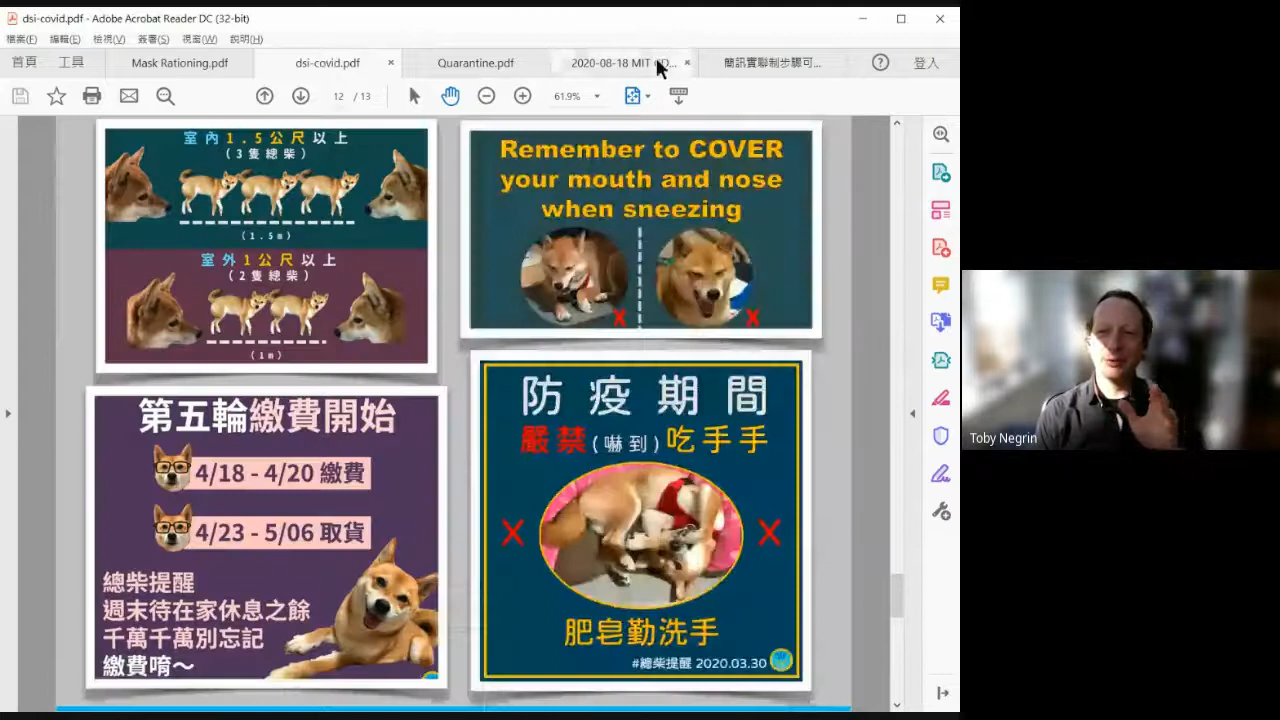 dsi-covid.pdf - Adobe Acrobat Reader DC (32-bit)
檔案(F) 編輯(E) 檢視(V) 簽署(S) 視窗(W) 說明(H)
首頁 工具 Mask Rationing.pdf dsi-covid.pdf × Quarantine.pdf 2020-08-18 MIT ... × 簡訊實聯制步驟可... 登入
12 / 13 61.9%
室內1.5公尺以上
(3隻總柴)
(1.5m)
室外1公尺以上
(2隻總柴)
(1m)
Remember to COVER
your mouth and nose
when sneezing
X X
第五輪繳費開始
4/18 - 4/20 繳費
4/23 - 5/06 取貨
總柴提醒
週末待在家休息之餘
千萬千萬別忘記
繳費唷～
防疫期間
嚴禁(嚇到)吃手手
X X
肥皂勤洗手
#總柴提醒 2020.03.30
Toby Negrin